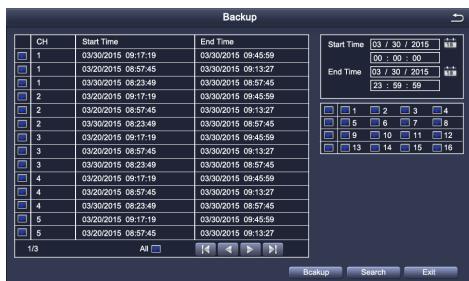 Backup
CH Start Time End Time
1 03/30/2015 09:17:19 03/30/2015 09:45:59
1 03/20/2015 08:57:45 03/20/2015 09:13:27
1 03/30/2015 08:23:49 03/30/2015 08:57:45
2 03/20/2015 09:17:19 03/30/2015 09:45:59
2 03/20/2015 08:57:45 03/20/2015 09:13:27
2 03/30/2015 08:23:49 03/30/2015 08:57:45
3 03/30/2015 09:17:19 03/30/2015 09:45:59
3 03/20/2015 08:57:45 03/20/2015 09:13:27
3 03/30/2015 08:23:49 03/30/2015 08:57:45
4 03/20/2015 09:17:19 03/30/2015 09:45:59
4 03/20/2015 08:57:45 03/20/2015 09:13:27
4 03/30/2015 08:23:49 03/30/2015 08:57:45
5 03/20/2015 09:17:19 03/30/2015 09:45:59
5 03/20/2015 08:57:45 03/20/2015 09:13:27
1/3 All
Start Time 03 / 30 / 2015 18
00 : 00 : 00
End Time 03 / 30 / 2015 18
23 : 59 : 59
1 2 3 4
5 6 7 8
9 10 11 12
13 14 15 16
Bcakup Search Exit